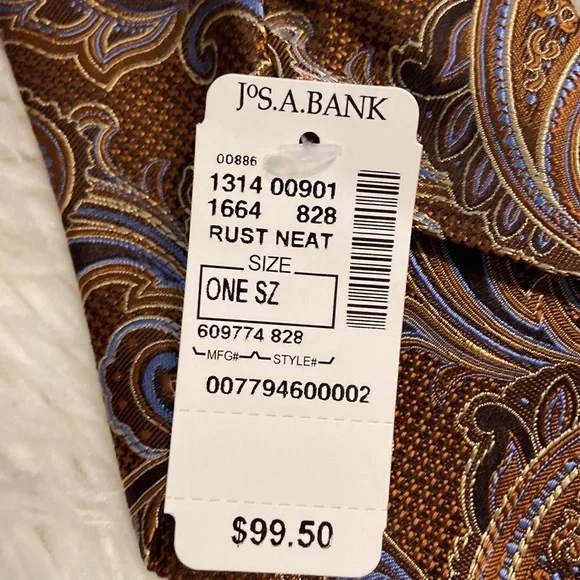 JoS.A.BANK
00886
1314 00901
1664 828
RUST NEAT
SIZE
ONE SZ
609774 828
MFG# STYLE#
007794600002
$99.50